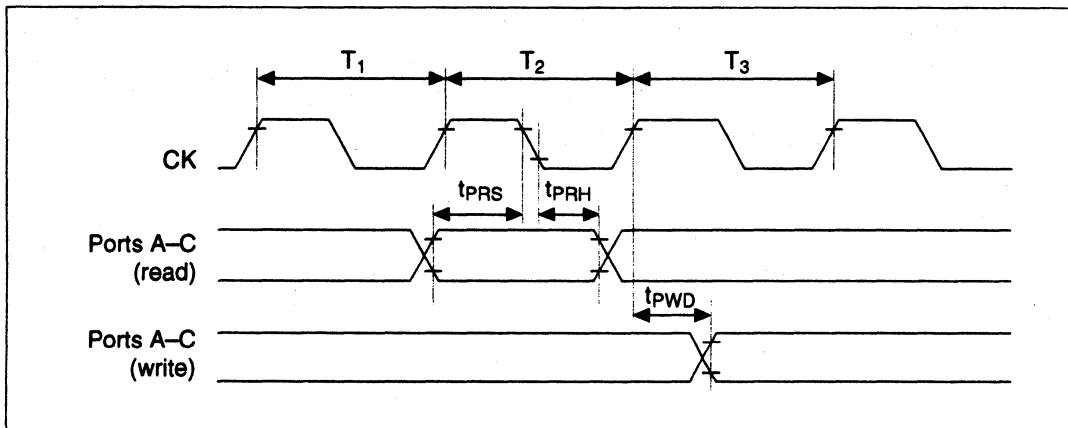 T1 T2 T3
CK
tPRS tPRH
Ports A–C
(read)
tPWD
Ports A–C
(write)